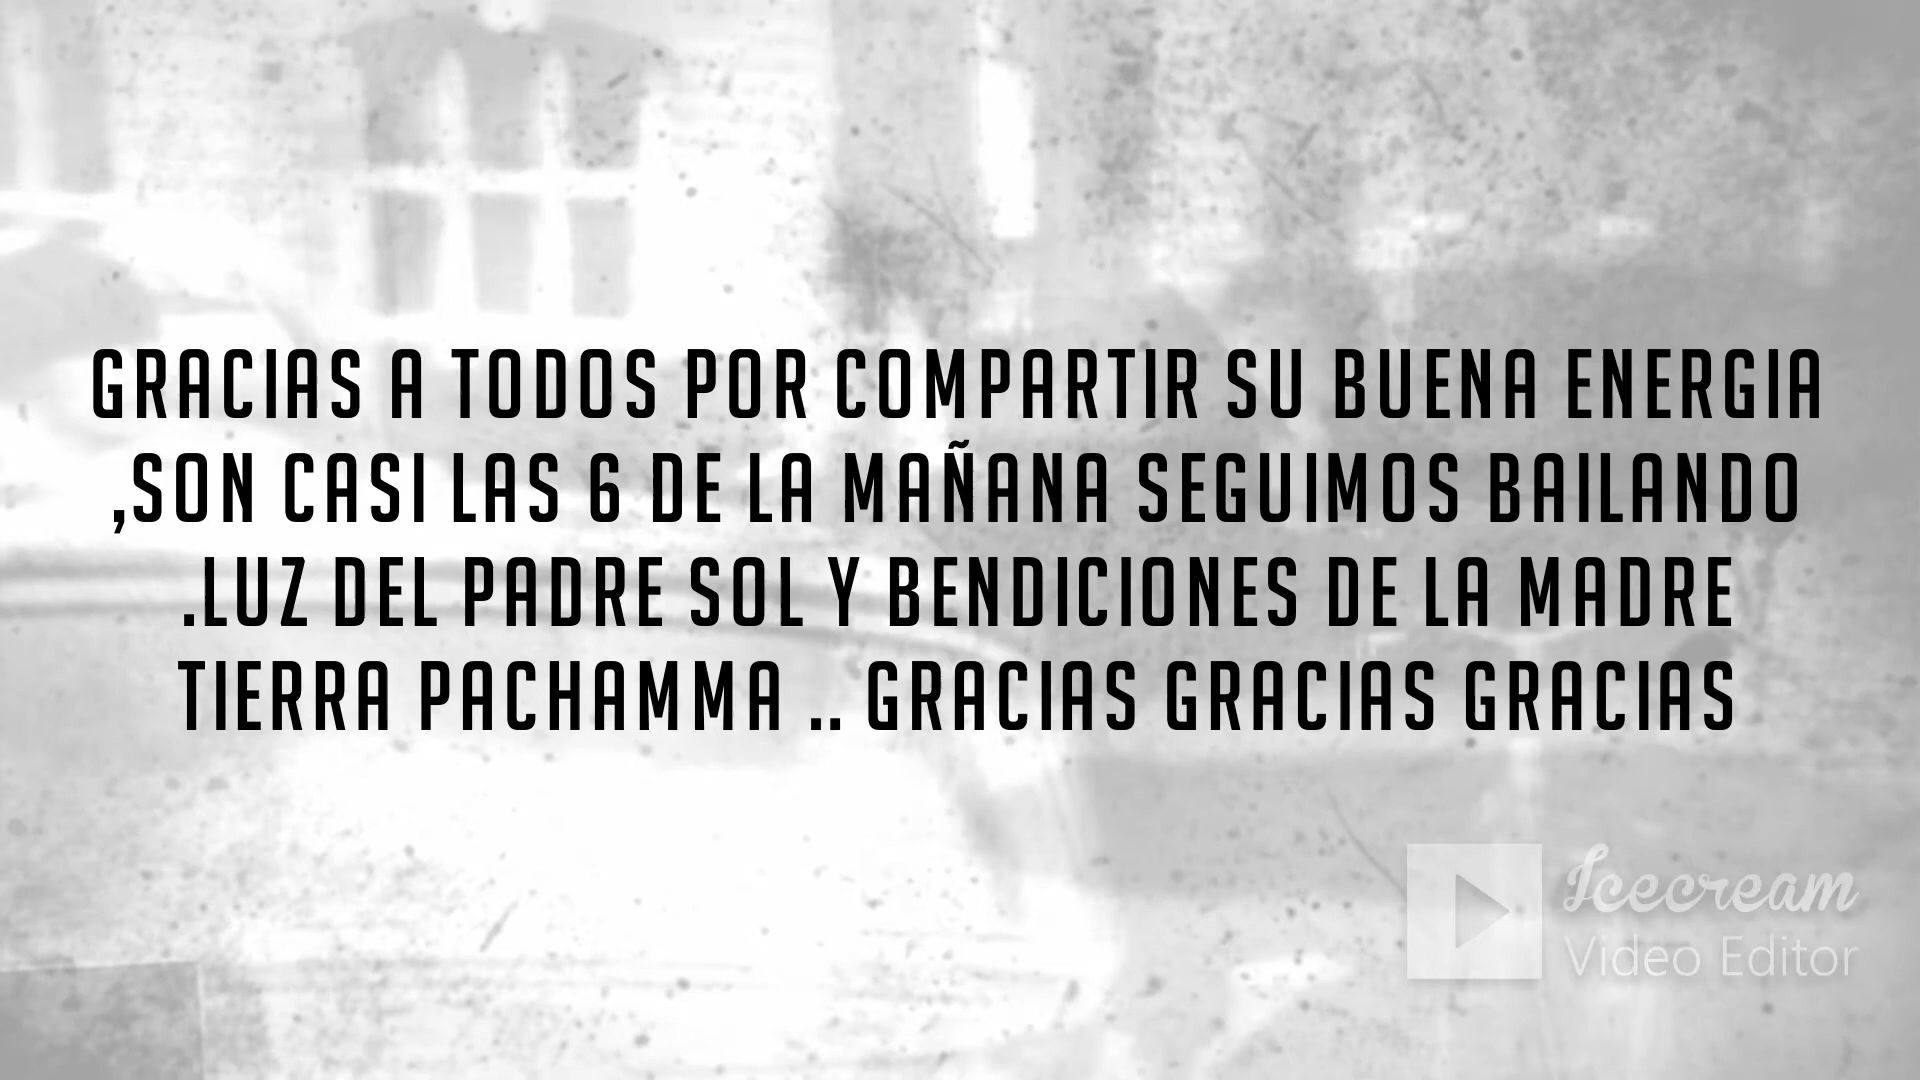 GRACIAS A TODOS POR COMPARTIR SU BUENA ENERGIA
,SON CASI LAS 6 DE LA MAÑANA SEGUIMOS BAILANDO
.LUZ DEL PADRE SOL Y BENDICIONES DE LA MADRE
TIERRA PACHAMMA .. GRACIAS GRACIAS GRACIAS
Icecream
Video Editor